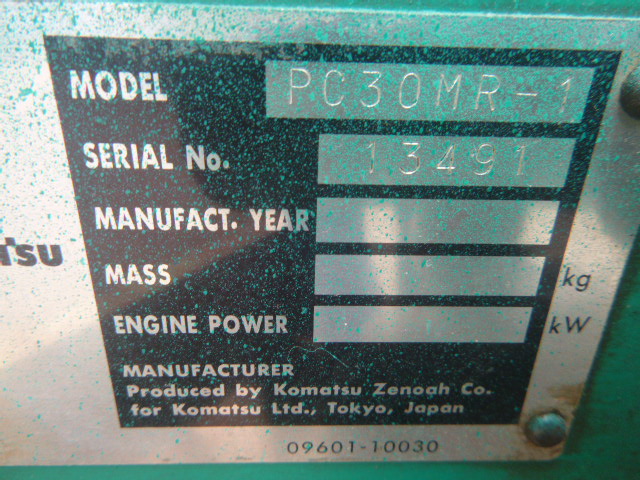 MODEL PC30MR-1
SERIAL No. 13491
MANUFACT. YEAR
MASS kg
ENGINE POWER kW
MANUFACTURER
Produced by Komatsu Zenoah Co.
for Komatsu Ltd., Tokyo, Japan
09601-10030